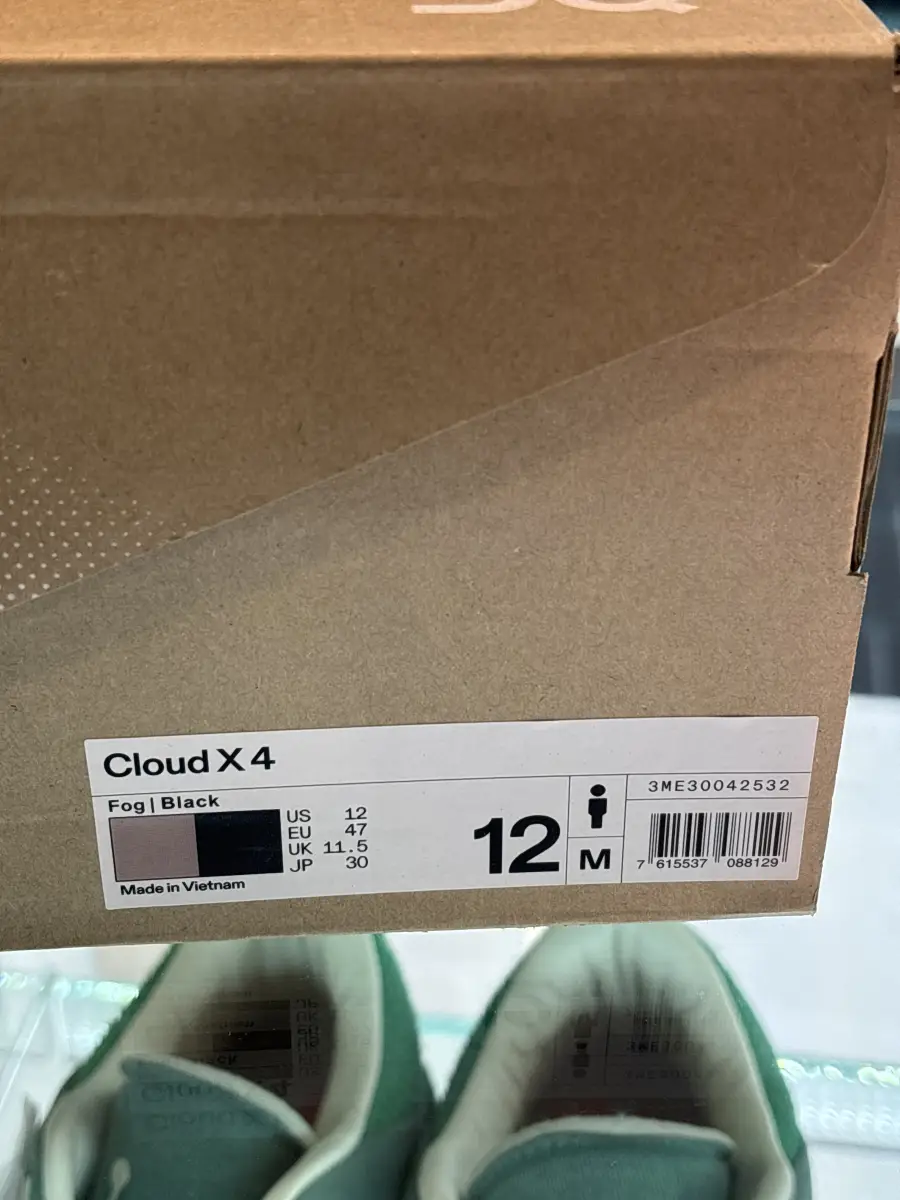 Cloud X 4
Fog | Black
US 12
EU 47
UK 11.5
JP 30
Made in Vietnam
12
M
3ME30042532
7 615537 088129